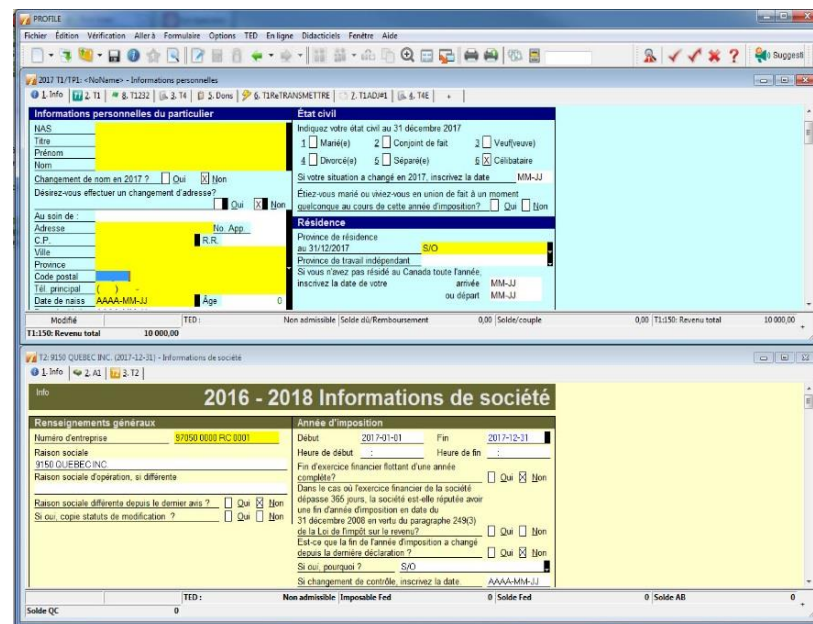 PROFILE
Fichier Édition Vérification Aller à Formulaire Options TED En ligne Didacticiels Fenêtre Aide
Suggesti
2017 T1/TP1: <NoName> - Informations personnelles
1. Info 2. T1 8. T1232 3. T4 5. Dons 6. T1ReTRANSMETTRE 7. T1ADJ#1 4. T4E +
Informations personnelles du particulier
NAS
Titre
Prénom
Nom
Changement de nom en 2017 ? Oui X Non
Désirez-vous effectuer un changement d'adresse?
Oui X Non
Au soin de :
Adresse No. App.
C.P. R.R.
Ville
Province
Code postal
Tél. principal ( ) -
Date de naiss AAAA-MM-JJ Âge 0
État civil
Indiquez votre état civil au 31 décembre 2017
1 Marié(e) 2 Conjoint de fait 3 Veuf(veuve)
4 Divorcé(e) 5 Séparé(e) 6 X Célibataire
Si votre situation a changé en 2017, inscrivez la date MM-JJ
Étiez-vous marié ou viviez-vous en union de fait à un moment
quelconque au cours de cette année d'imposition? Oui Non
Résidence
Province de résidence
au 31/12/2017 S/O
Province de travail indépendant
Si vous n'avez pas résidé au Canada toute l'année,
inscrivez la date de votre arrivée MM-JJ
ou départ MM-JJ
Modifié TED : Non admissible Solde dû/Remboursement 0,00 Solde/couple 0,00 T1:150: Revenu total 10 000,00
T1:150: Revenu total 10 000,00
T2: 9150 QUEBEC INC. (2017-12-31) - Informations de société
1. Info 2. A1 3. T2
Info
2016 - 2018 Informations de société
Renseignements généraux
Numéro d'entreprise 97050 0000 RC 0001
Raison sociale
9150 QUEBEC INC.
Raison sociale d'opération, si différente
Raison sociale différente depuis le dernier avis ? Oui X Non
Si oui, copie statuts de modification ? Oui Non
Année d'imposition
Début 2017-01-01 Fin 2017-12-31
Heure de début : Heure de fin :
Fin d'exercice financier flottant d'une année
complète? Oui X Non
Dans le cas où l'exercice financier de la société
dépasse 365 jours, la société est-elle réputée avoir
une fin d'année d'imposition en date du
31 décembre 2008 en vertu du paragraphe 249(3)
de la Loi de l'impôt sur le revenu? Oui Non
Est-ce que la fin de l'année d'imposition a changé
depuis la dernière déclaration ? Oui X Non
Si oui, pourquoi ? S/O
Si changement de contrôle, inscrivez la date. AAAA-MM-JJ
TED : Non admissible Imposable Fed 0 Solde Fed 0 Solde AB 0
Solde QC 0